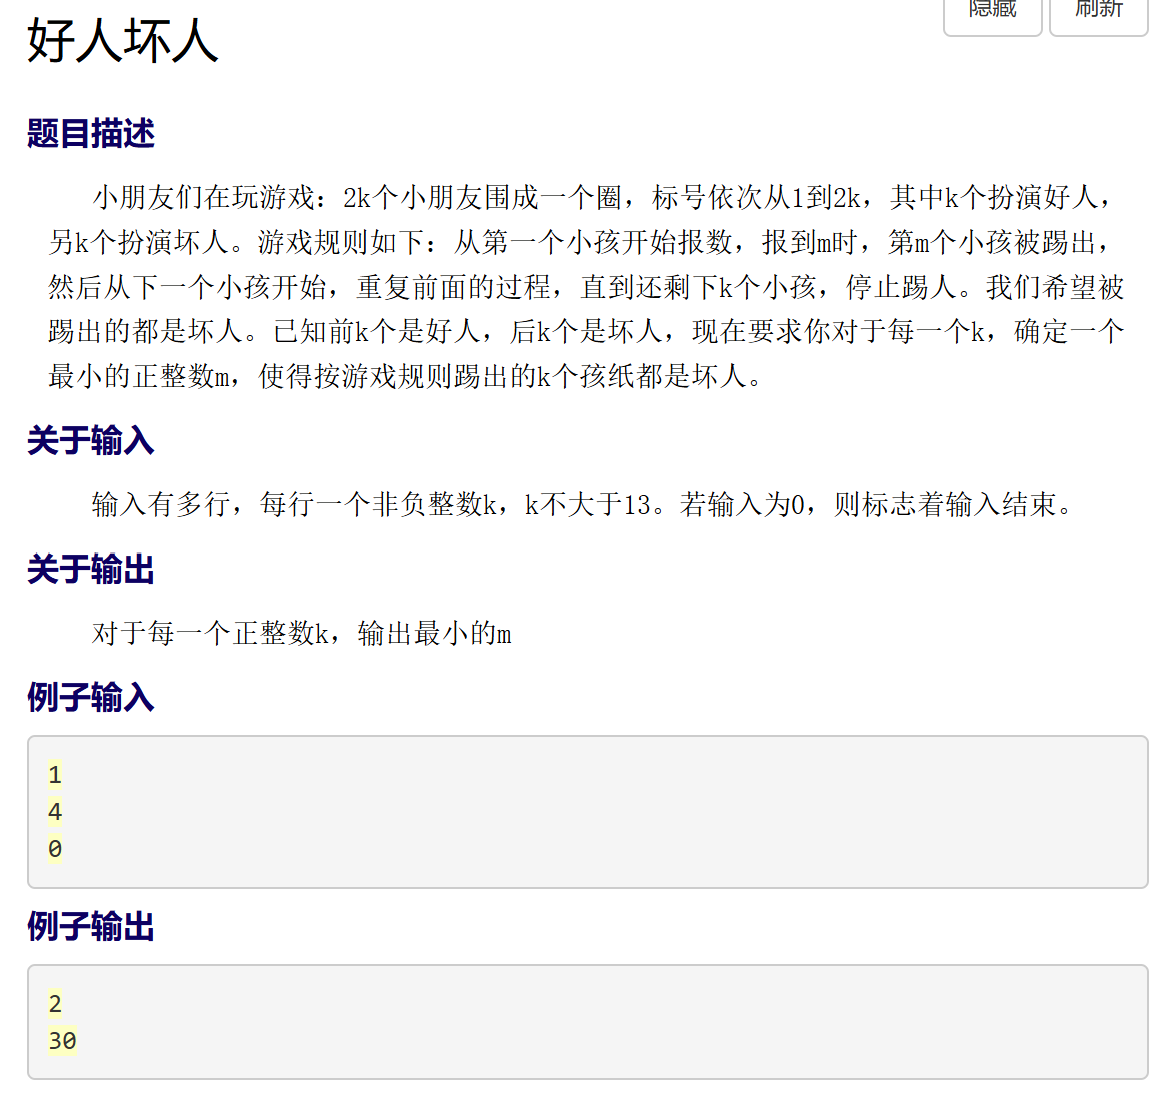 隐藏 刷新
好人坏人
题目描述
小朋友们在玩游戏：2k个小朋友围成一个圈，标号依次从1到2k，其中k个扮演好人，
另k个扮演坏人。游戏规则如下：从第一个小孩开始报数，报到m时，第m个小孩被踢出，
然后从下一个小孩开始，重复前面的过程，直到还剩下k个小孩，停止踢人。我们希望被
踢出的都是坏人。已知前k个是好人，后k个是坏人，现在要求你对于每一个k，确定一个
最小的正整数m，使得按游戏规则踢出的k个孩纸都是坏人。
关于输入
输入有多行，每行一个非负整数k，k不大于13。若输入为0，则标志着输入结束。
关于输出
对于每一个正整数k，输出最小的m
例子输入
1
4
0
例子输出
2
30